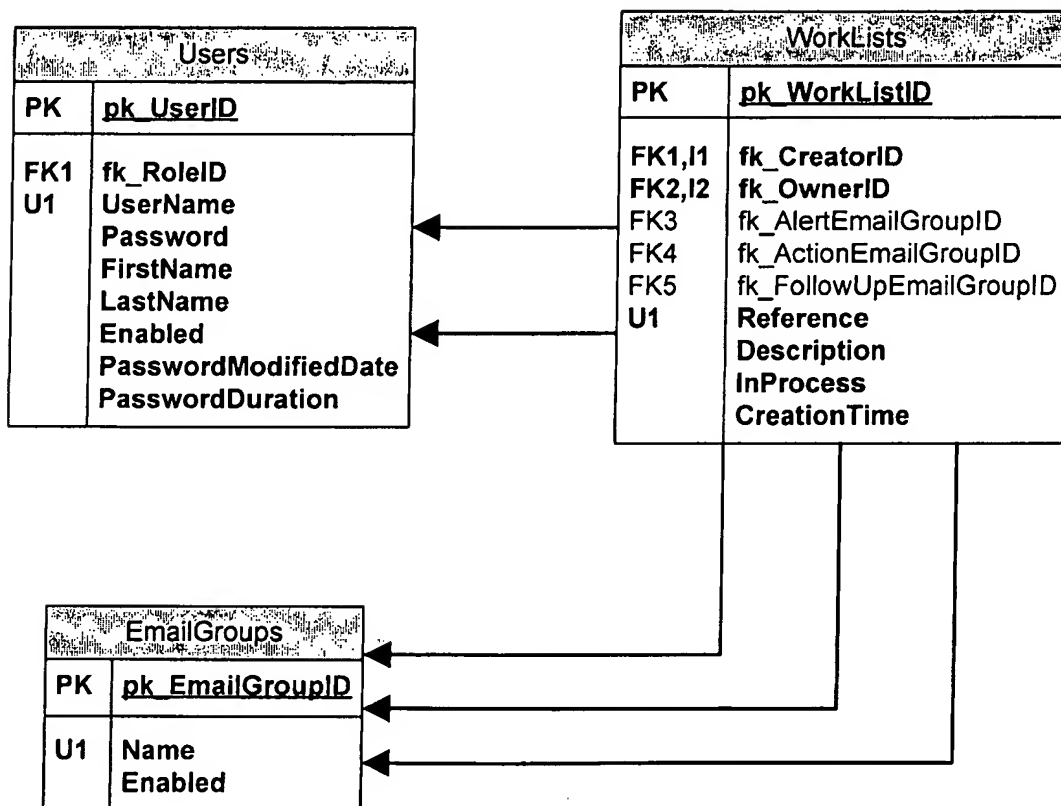 Users
PK pk_UserID
FK1 fk_RoleID
U1 UserName
Password
FirstName
LastName
Enabled
PasswordModifiedDate
PasswordDuration
WorkLists
PK pk_WorkListID
FK1,I1 fk_CreatorID
FK2,I2 fk_OwnerID
FK3 fk_AlertEmailGroupID
FK4 fk_ActionEmailGroupID
FK5 fk_FollowUpEmailGroupID
U1 Reference
Description
InProcess
CreationTime
EmailGroups
PK pk_EmailGroupID
U1 Name
Enabled